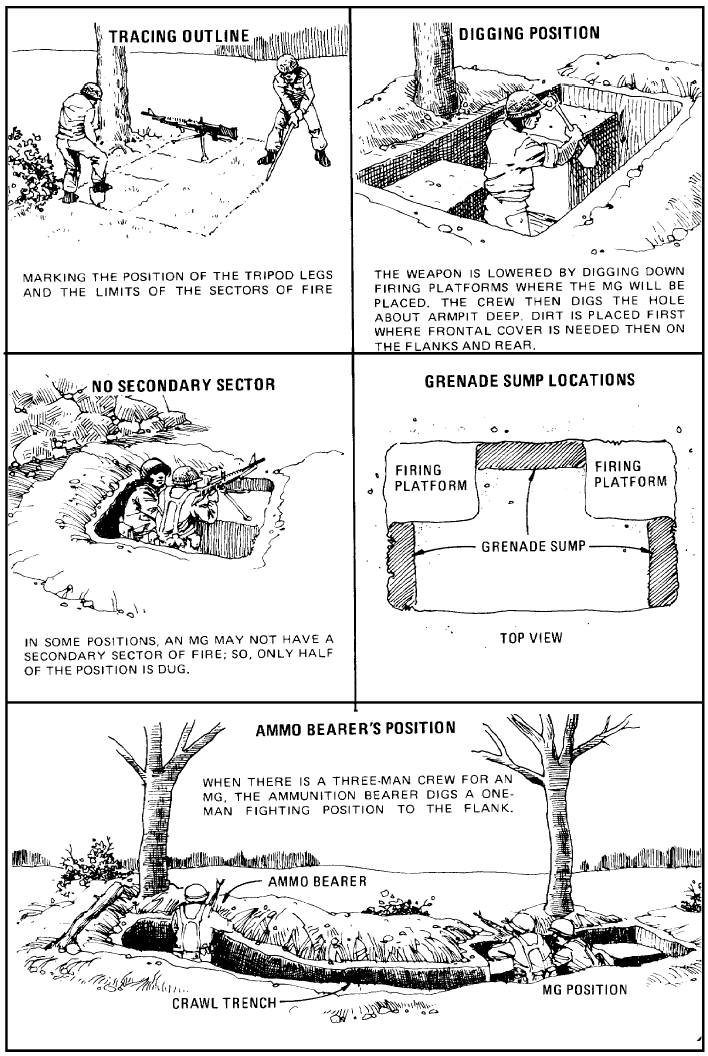 TRACING OUTLINE
MARKING THE POSITION OF THE TRIPOD LEGS
AND THE LIMITS OF THE SECTORS OF FIRE
DIGGING POSITION
THE WEAPON IS LOWERED BY DIGGING DOWN
FIRING PLATFORMS WHERE THE MG WILL BE
PLACED. THE CREW THEN DIGS THE HOLE
ABOUT ARMPIT DEEP. DIRT IS PLACED FIRST
WHERE FRONTAL COVER IS NEEDED THEN ON
THE FLANKS AND REAR.
NO SECONDARY SECTOR
IN SOME POSITIONS, AN MG MAY NOT HAVE A
SECONDARY SECTOR OF FIRE; SO, ONLY HALF
OF THE POSITION IS DUG.
GRENADE SUMP LOCATIONS
FIRING
PLATFORM
FIRING
PLATFORM
GRENADE SUMP
TOP VIEW
AMMO BEARER'S POSITION
WHEN THERE IS A THREE-MAN CREW FOR AN
MG, THE AMMUNITION BEARER DIGS A ONE-
MAN FIGHTING POSITION TO THE FLANK.
AMMO BEARER
CRAWL TRENCH
MG POSITION